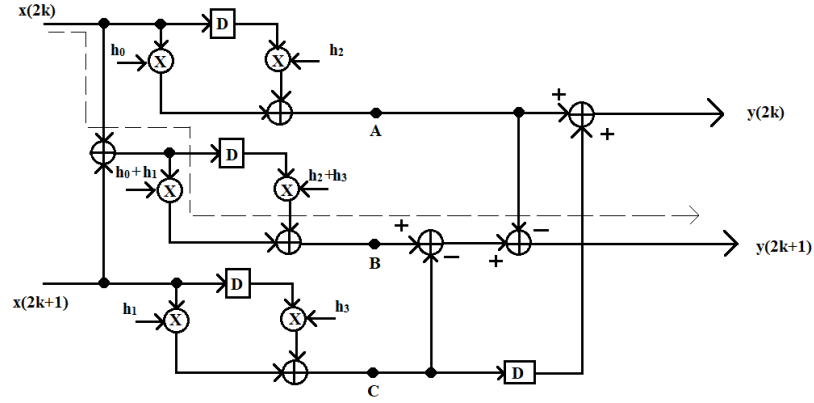 x(2k)
D
h0
X
X
h2
+
+
A
y(2k)
D
h0+h1
X
X
h2+h3
+
−
B
−
+
y(2k+1)
x(2k+1)
D
h1
X
X
h3
C
D